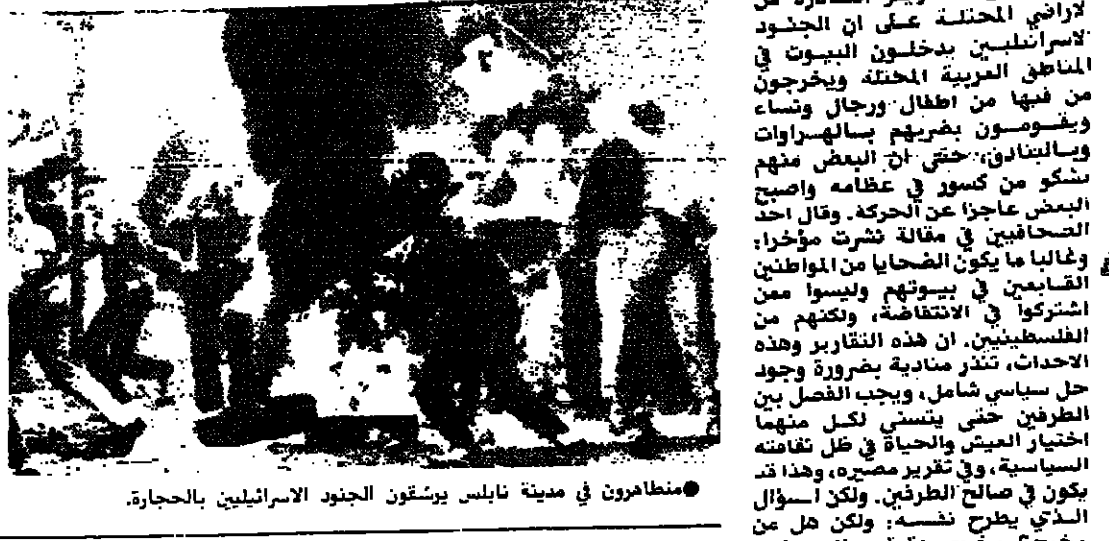 لاراضي المحتلة على ان الجنود
لاسرائيليين يدخلون البيوت في
المناطق العربية المحتلة ويخرجون
من فيها من اطفال ورجال ونساء
ويقومون بضربهم بالهراوات
وبالبنادق، حتى ان البعض منهم
يشكو من كسور في عظامه واصبح
البعض عاجزا عن الحركة. وقال احد
الصحافيين في مقالة نشرت مؤخرا:
وغالبا ما يكون الضحايا من المواطنين
القابعين في بيوتهم وليسوا ممن
اشتركوا في الانتفاضة، ولكنهم من
الفلسطينيين. ان هذه التقارير وهذه
الاحداث، تنذر منادية بضرورة وجود
حل سياسي شامل، ويجب الفصل بين
الطرفين حتى يتسنى لكل منهما
اختيار العيش والحياة في ظل ثقافته
السياسية، وفي تقرير مصيره، وهذا قد
يكون في صالح الطرفين. ولكن السؤال
الذي يطرح نفسه: ولكن هل من
●متظاهرون في مدينة نابلس يرشقون الجنود الاسرائيليين بالحجارة.